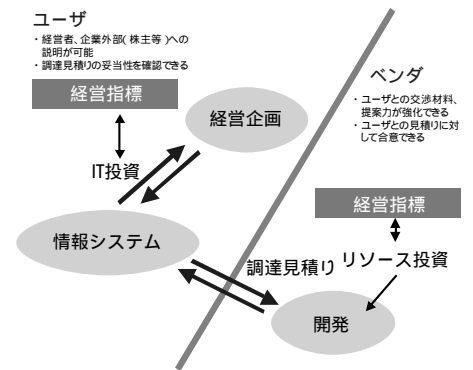 ユーザ
・経営者、企業外部(株主等)への
説明が可能
・調達見積りの妥当性を確認できる
経営指標
経営企画
IT投資
情報システム
ベンダ
・ユーザとの交渉材料、
提案力が強化できる
・ユーザとの見積りに対
して合意できる
経営指標
調達見積り
リソース投資
開発